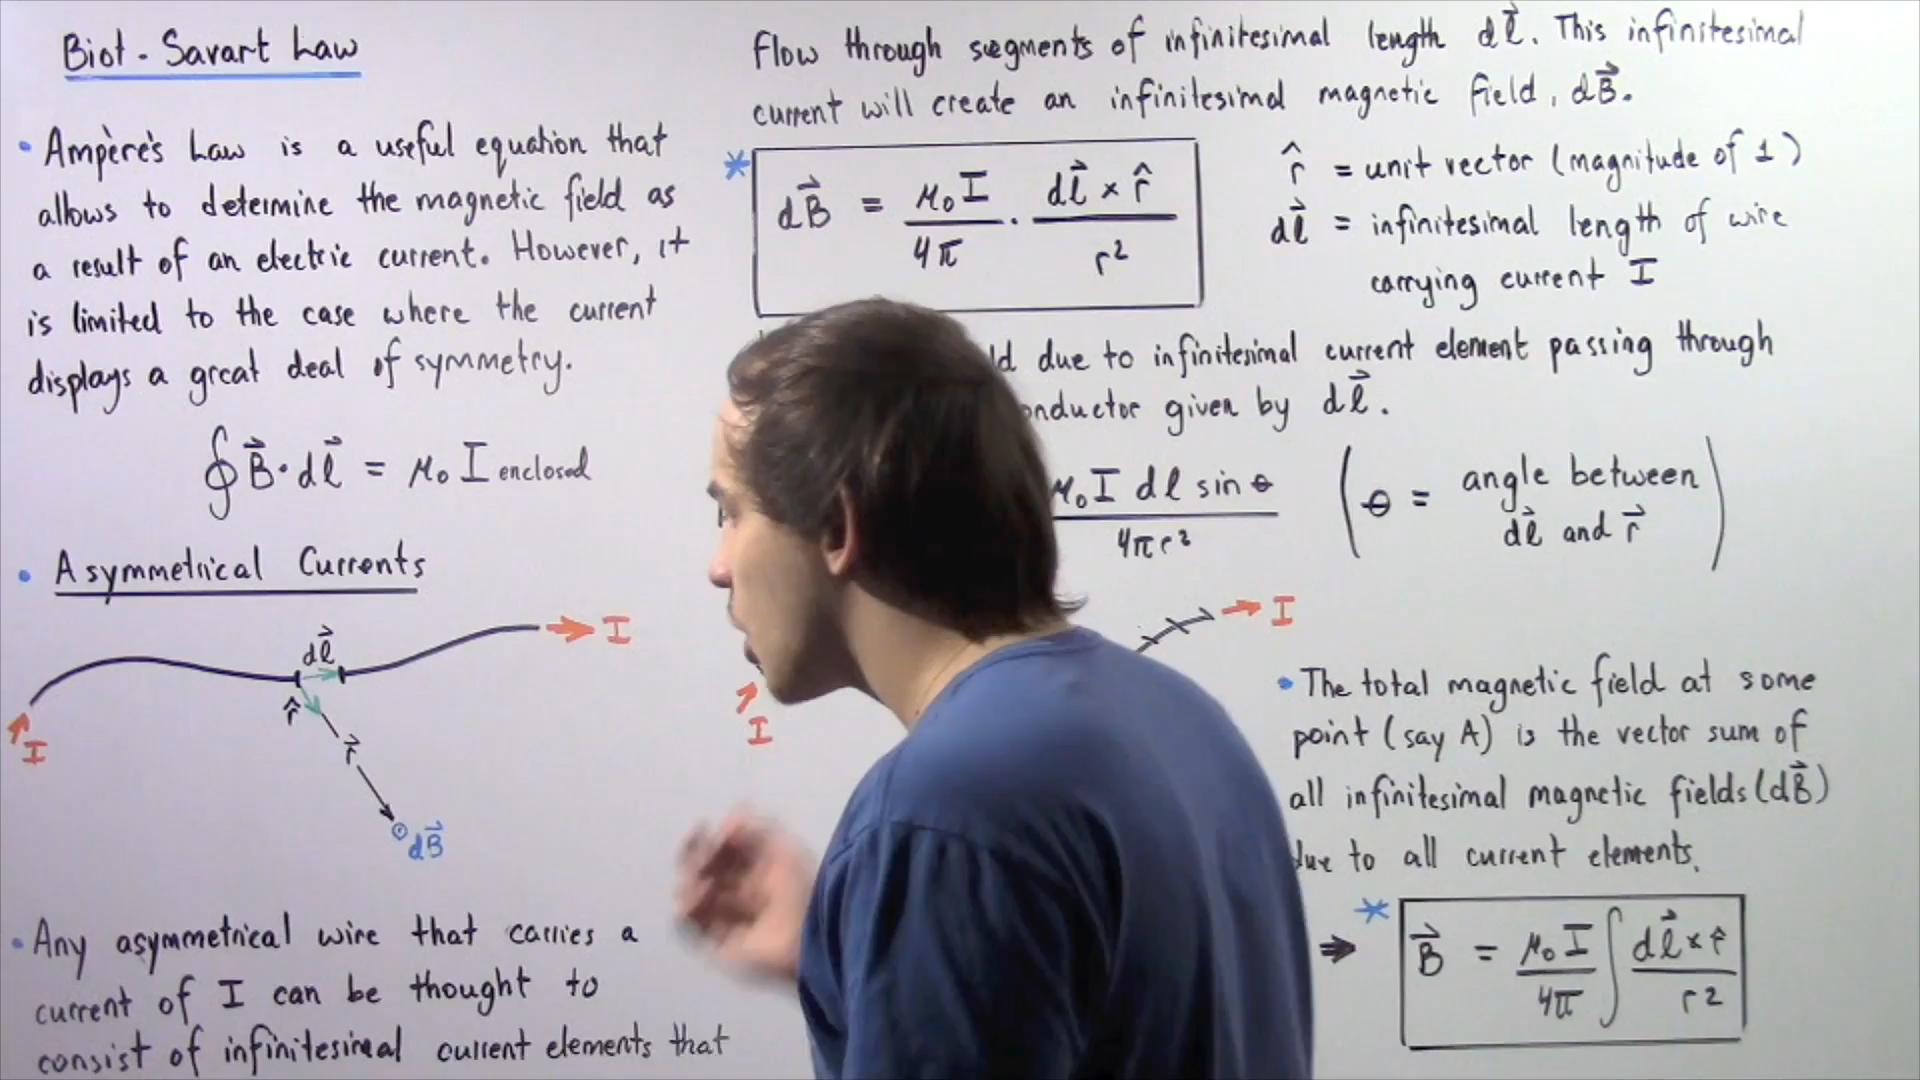 Biot-Savart Law
• Ampère's Law is a useful equation that
allows to determine the magnetic field as
a result of an electric current. However, it
is limited to the case where the current
displays a great deal of symmetry.
∮B⃗·dl⃗ = μ₀ I enclosed
• Asymmetrical Currents
dl⃗
I
r̂
r⃗
I
dB⃗
• Any asymmetrical wire that carries a
current of I can be thought to
consist of infinitesimal current elements that
flow through segments of infinitesimal length dl⃗. This infinitesimal
current will create an infinitesimal magnetic field, dB⃗.
* dB⃗ = μ₀I/4π · dl⃗ × r̂/r²
r̂ = unit vector (magnitude of 1)
dl⃗ = infinitesimal length of wire
carrying current I
due to infinitesimal current element passing through
given by dl⃗.
μ₀ I dl sin θ/4πr²
(θ = angle between
dl⃗ and r⃗)
I
I
• The total magnetic field at some
point (say A) is the vector sum of
all infinitesimal magnetic fields (dB⃗)
due to all current elements.
⇒ * B⃗ = μ₀I/4π ∫ dl⃗ × r̂/r²